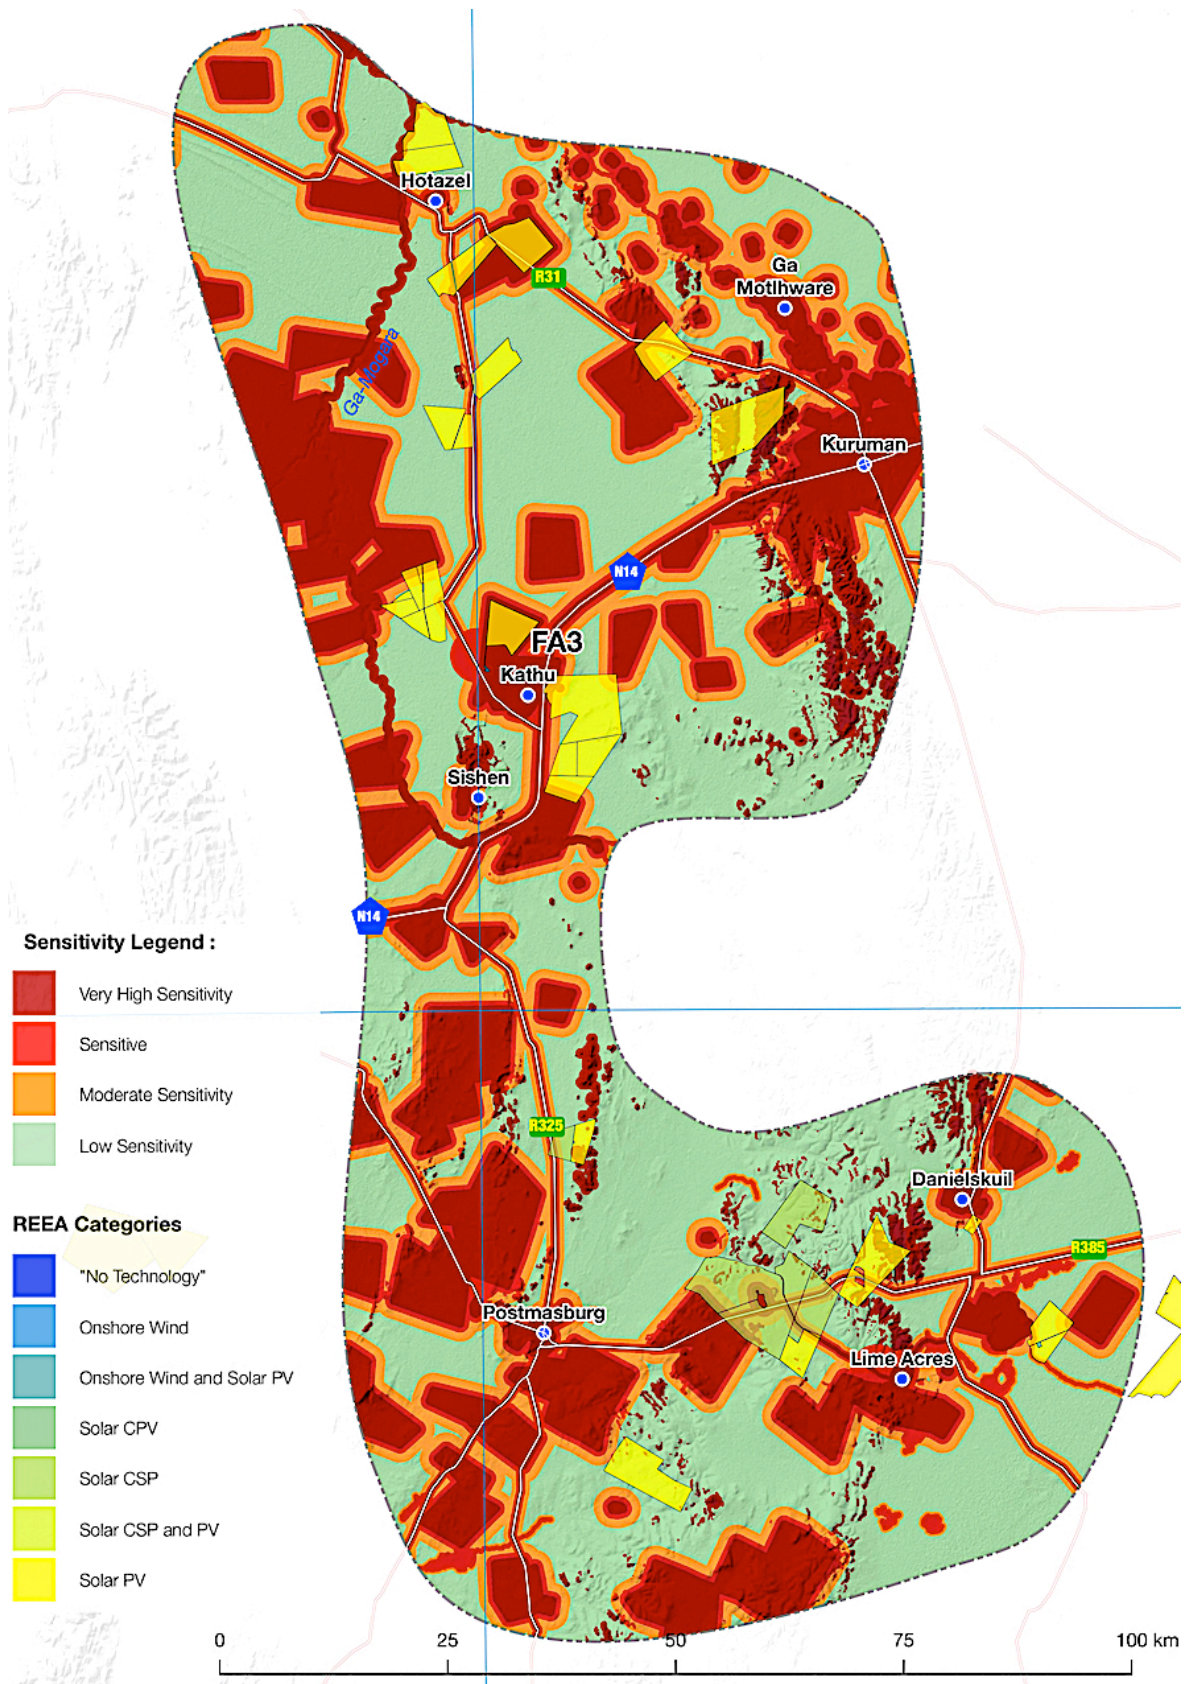 Hotazel
R31
Ga
Motlhware
Ga-Mogara
Kuruman
N14
FA3
Kathu
Sishen
N14
Sensitivity Legend :
Very High Sensitivity
Sensitive
Moderate Sensitivity
Low Sensitivity
R325
Danielskuil
REEA Categories
R385
"No Technology"
Postmasburg
Onshore Wind
Lime Acres
Onshore Wind and Solar PV
Solar CPV
Solar CSP
Solar CSP and PV
Solar PV
0 25 50 75 100 km